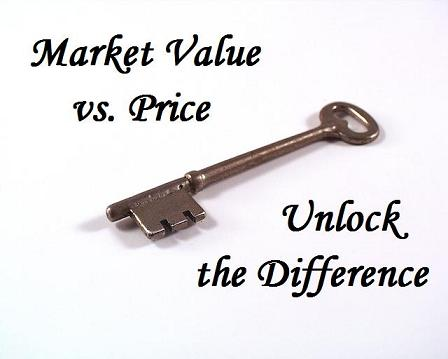 Market Value
vs. Price
Unlock
the Difference